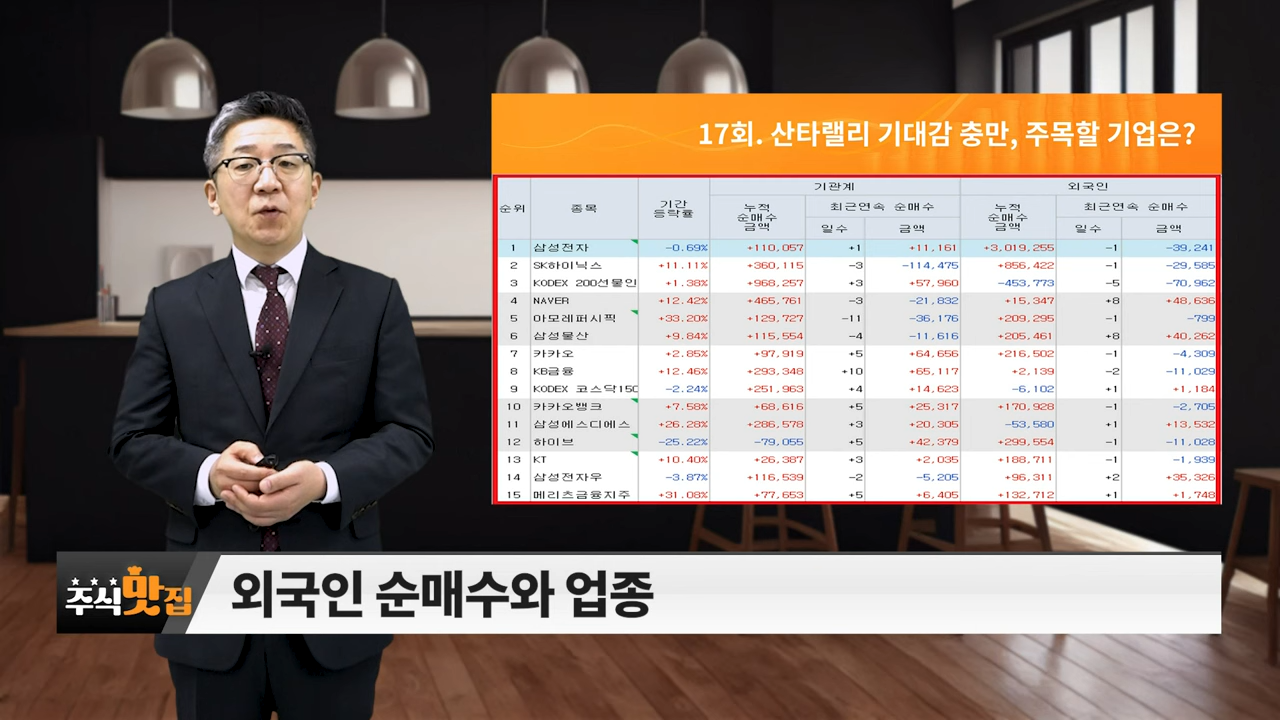 17회. 산타랠리 기대감 충만, 주목할 기업은?
순위 종목 기간 등락률 기관계 외국인
누적 순매수 금액 최근연속 순매수 누적 순매수 금액 최근연속 순매수
일수 금액 일수 금액
1 삼성전자 -0.69% +110,057 +1 +11,161 +3,019,255 -1 -39,241
2 SK하이닉스 +11.11% +360,115 -3 -114,475 +856,422 -1 -29,585
3 KODEX 200선물인 +1.38% +968,257 +3 +57,960 -453,773 -5 -70,962
4 NAVER +12.42% +465,761 -3 -21,832 +15,347 +8 +48,636
5 아모레퍼시픽 +33.20% +129,727 -11 -36,176 +209,295 -1 -799
6 삼성물산 +9.84% +115,554 -4 -11,616 +205,461 +8 +40,262
7 카카오 +2.85% +97,919 +5 +64,656 +216,502 -1 -4,309
8 KB금융 +12.46% +293,348 +10 +65,117 +2,139 -2 -11,029
9 KODEX 코스닥150 -2.24% +251,963 +4 +14,623 -6,102 +1 +1,184
10 카카오뱅크 +7.58% +68,616 +5 +25,317 +170,928 -1 -2,705
11 삼성에스디에스 +26.28% +286,578 +3 +20,305 -53,580 +1 +13,532
12 하이브 -25.22% -79,055 +5 +42,379 +299,554 -1 -11,028
13 KT +10.40% +26,387 +3 +2,035 +188,711 -1 -1,939
14 삼성전자우 -3.87% +116,539 -2 -5,205 +96,311 +2 +35,326
15 메리츠금융지주 +31.08% +77,653 +5 +6,405 +132,712 +1 +1,748
주식맛집 외국인 순매수와 업종